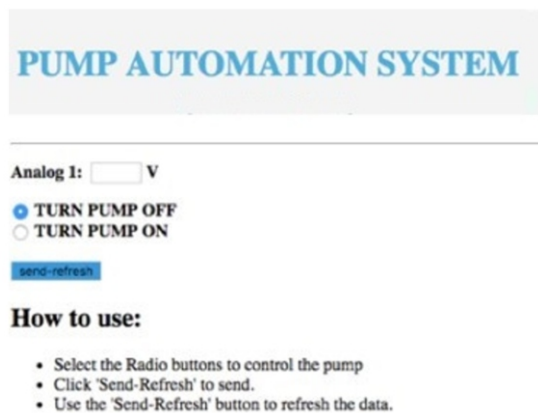 PUMP AUTOMATION SYSTEM
Analog 1: V
TURN PUMP OFF
TURN PUMP ON
send-refresh
How to use:
• Select the Radio buttons to control the pump
• Click 'Send-Refresh' to send.
• Use the 'Send-Refresh' button to refresh the data.